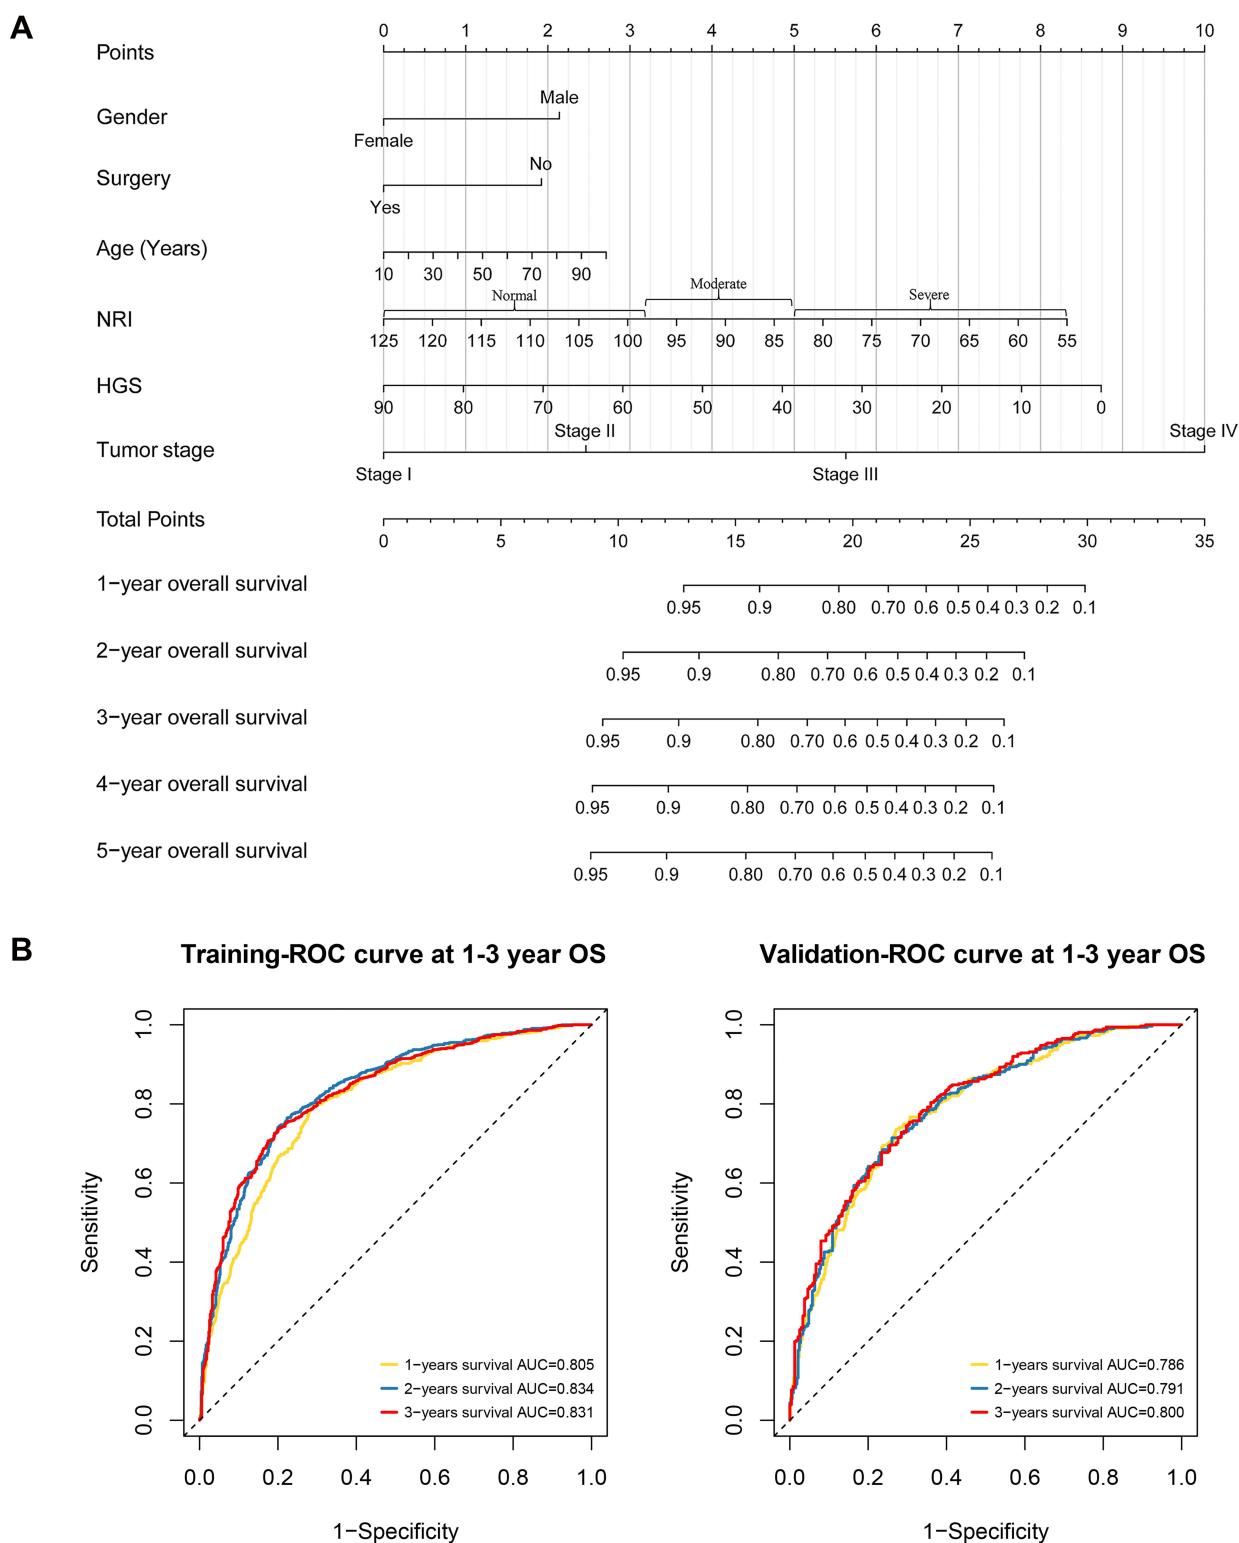 A
Points
0 1 2 3 4 5 6 7 8 9 10
Gender
Male
Female
Surgery
No
Yes
Age (Years)
10 30 50 70 90
NRI
Normal Moderate Severe
125 120 115 110 105 100 95 90 85 80 75 70 65 60 55
HGS
90 80 70 60 50 40 30 20 10 0
Tumor stage
Stage II Stage IV
Stage I Stage III
Total Points
0 5 10 15 20 25 30 35
1−year overall survival
0.95 0.9 0.80 0.70 0.6 0.5 0.4 0.3 0.2 0.1
2−year overall survival
0.95 0.9 0.80 0.70 0.6 0.5 0.4 0.3 0.2 0.1
3−year overall survival
0.95 0.9 0.80 0.70 0.6 0.5 0.4 0.3 0.2 0.1
4−year overall survival
0.95 0.9 0.80 0.70 0.6 0.5 0.4 0.3 0.2 0.1
5−year overall survival
0.95 0.9 0.80 0.70 0.6 0.5 0.4 0.3 0.2 0.1
B
Training-ROC curve at 1-3 year OS
Sensitivity
1.0
0.8
0.6
0.4
0.2
0.0
1−years survival AUC=0.805
2−years survival AUC=0.834
3−years survival AUC=0.831
0.0 0.2 0.4 0.6 0.8 1.0
1−Specificity
Validation-ROC curve at 1-3 year OS
Sensitivity
1.0
0.8
0.6
0.4
0.2
0.0
1−years survival AUC=0.786
2−years survival AUC=0.791
3−years survival AUC=0.800
0.0 0.2 0.4 0.6 0.8 1.0
1−Specificity